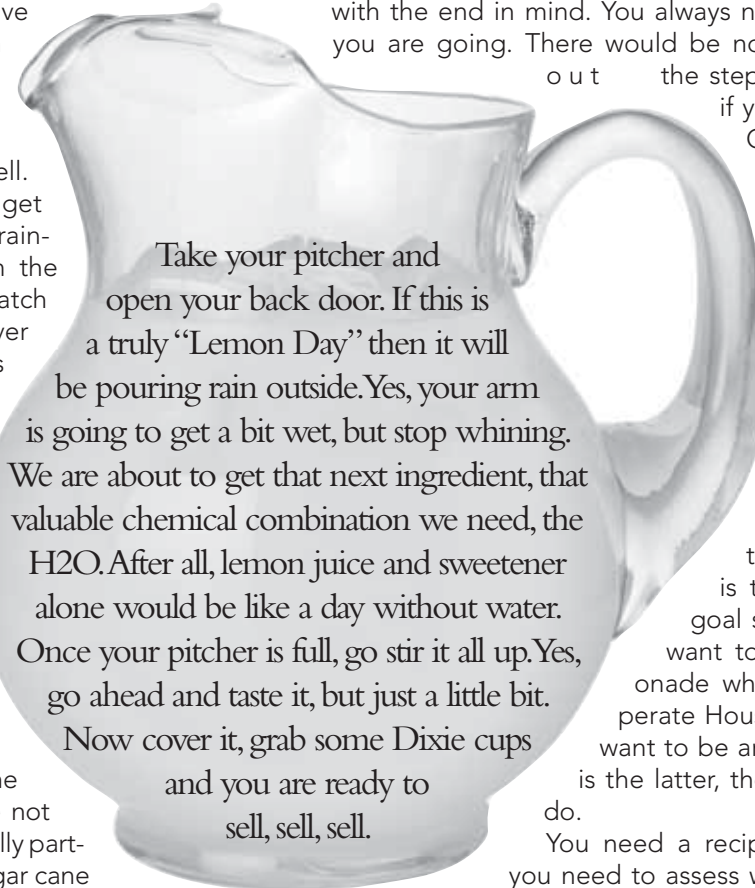 ve
ell.
get
rain-
the
atch
ver
s
not
lly part-
gar cane
Take your pitcher and
open your back door. If this is
a truly “Lemon Day” then it will
be pouring rain outside.Yes, your arm
is going to get a bit wet, but stop whining.
We are about to get that next ingredient, that
valuable chemical combination we need, the
H2O. After all, lemon juice and sweetener
alone would be like a day without water.
Once your pitcher is full, go stir it all up.Yes,
go ahead and taste it, but just a little bit.
Now cover it, grab some Dixie cups
and you are ready to
sell, sell, sell.
with the end in mind. You always n
you are going. There would be no
out the step
if y
t
is t
goal s
want to
onade wh
perate Hou
want to be an
is the latter, the
do.
You need a recip
you need to assess w